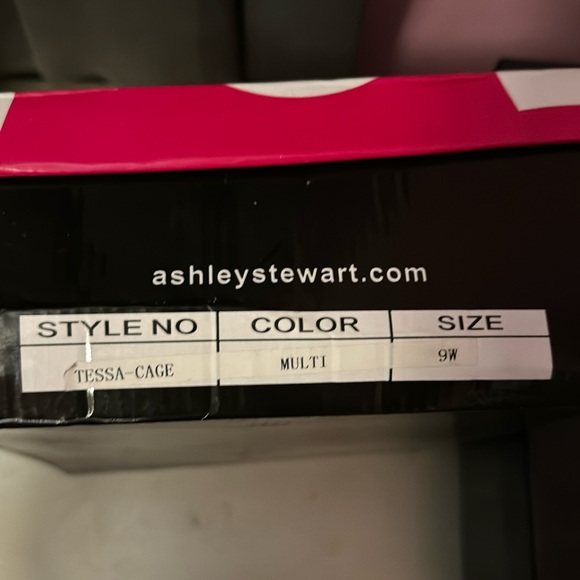 ashleystewart.com
STYLE NO COLOR SIZE
TESSA-CAGE MULTI 9W